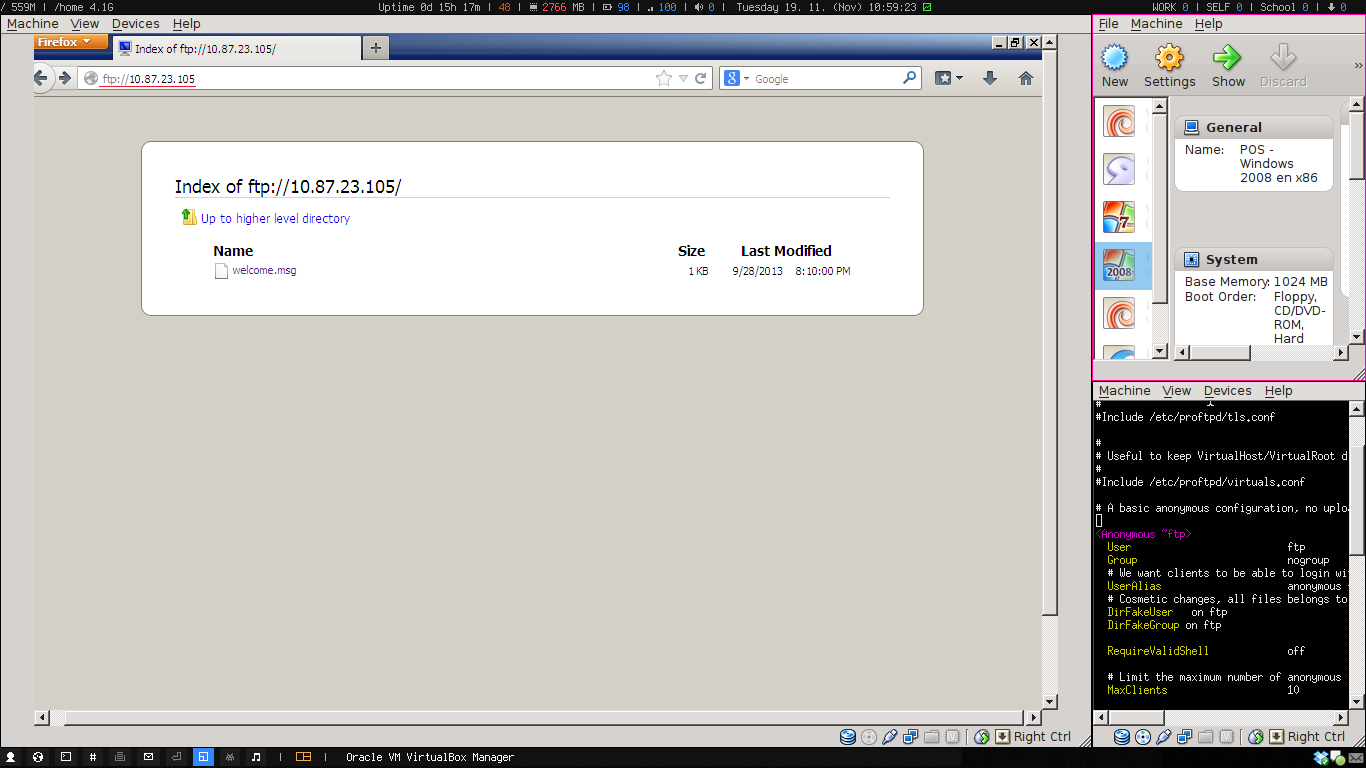 / 559M | /home 4.1G Uptime 0d 15h 17m | 48 | 2766 MB | 98 | 100 | 0 | Tuesday 19. 11. (Nov) 10:59:23 WORK 0 | SELF 0 | School 0 | 0
Machine View Devices Help
Firefox
Index of ftp://10.87.23.105/
ftp://10.87.23.105
Google
Index of ftp://10.87.23.105/
Up to higher level directory
Name Size Last Modified
welcome.msg 1 KB 9/28/2013 8:10:00 PM
Right Ctrl
File Machine Help
New Settings Show Discard
General
Name: POS -
Windows
2008 en x86
System
Base Memory: 1024 MB
Boot Order: Floppy,
CD/DVD-
ROM,
Hard
7
2008
Machine View Devices Help
#
#Include /etc/proftpd/tls.conf
#
# Useful to keep VirtualHost/VirtualRoot d
#
#Include /etc/proftpd/virtuals.conf
# A basic anonymous configuration, no uplo
<Anonymous ~ftp>
User ftp
Group nogroup
# We want clients to be able to login wi
UserAlias anonymous
# Cosmetic changes, all files belongs to
DirFakeUser on ftp
DirFakeGroup on ftp
RequireValidShell off
# Limit the maximum number of anonymous
MaxClients 10
Right Ctrl
# | Oracle VM VirtualBox Manager